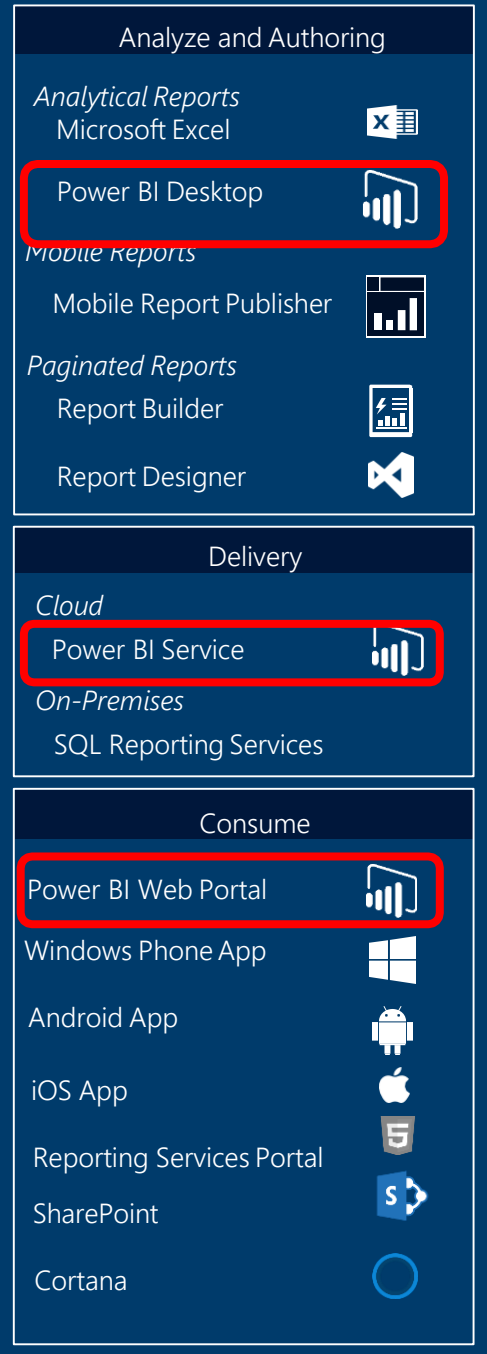 Analyze and Authoring
Analytical Reports
Microsoft Excel
Power BI Desktop
Mobile Reports
Mobile Report Publisher
Paginated Reports
Report Builder
Report Designer
Delivery
Cloud
Power BI Service
On-Premises
SQL Reporting Services
Consume
Power BI Web Portal
Windows Phone App
Android App
iOS App
Reporting Services Portal
SharePoint
Cortana